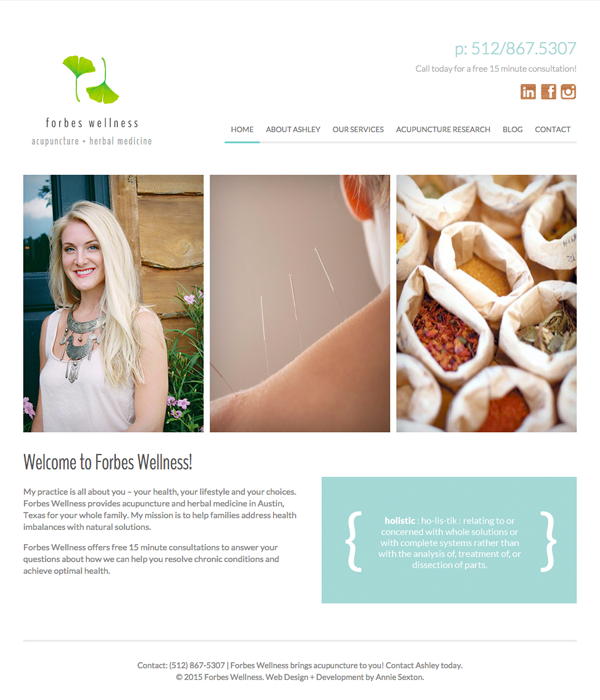 p: 512/867.5307
Call today for a free 15 minute consultation!
forbes wellness
acupuncture + herbal medicine
HOME ABOUT ASHLEY OUR SERVICES ACUPUNCTURE RESEARCH BLOG CONTACT
Welcome to Forbes Wellness!
My practice is all about you – your health, your lifestyle and your choices.
Forbes Wellness provides acupuncture and herbal medicine in Austin,
Texas for your whole family. My mission is to help families address health
imbalances with natural solutions.
Forbes Wellness offers free 15 minute consultations to answer your
questions about how we can help you resolve chronic conditions and
achieve optimal health.
{ holistic : ho-lis-tik : relating to or
concerned with whole solutions or
with complete systems rather than
with the analysis of, treatment of, or
dissection of parts. }
Contact: (512) 867-5307 | Forbes Wellness brings acupuncture to you! Contact Ashley today.
© 2015 Forbes Wellness. Web Design + Development by Annie Sexton.